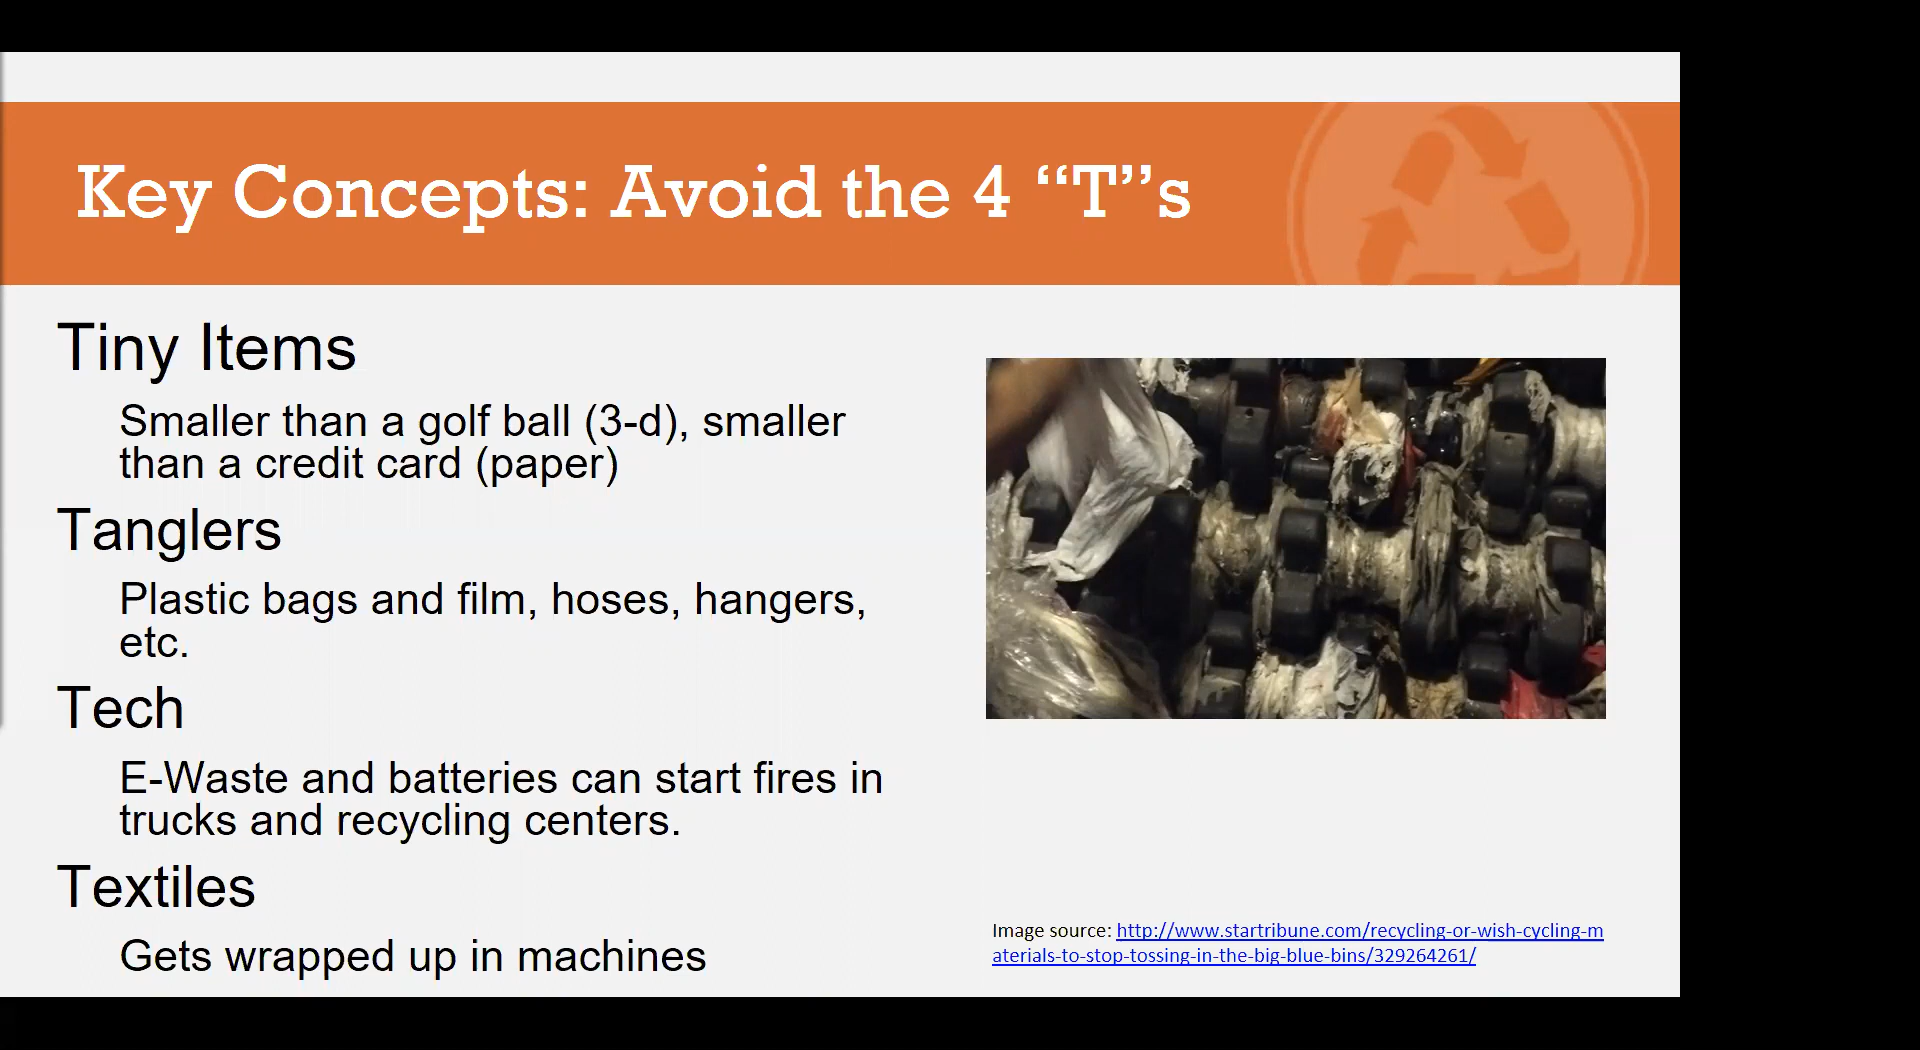 Key Concepts: Avoid the 4 “T”s
Tiny Items
Smaller than a golf ball (3-d), smaller
than a credit card (paper)
Tanglers
Plastic bags and film, hoses, hangers,
etc.
Tech
E-Waste and batteries can start fires in
trucks and recycling centers.
Textiles
Gets wrapped up in machines
Image source: http://www.startribune.com/recycling-or-wish-cycling-m
aterials-to-stop-tossing-in-the-big-blue-bins/329264261/